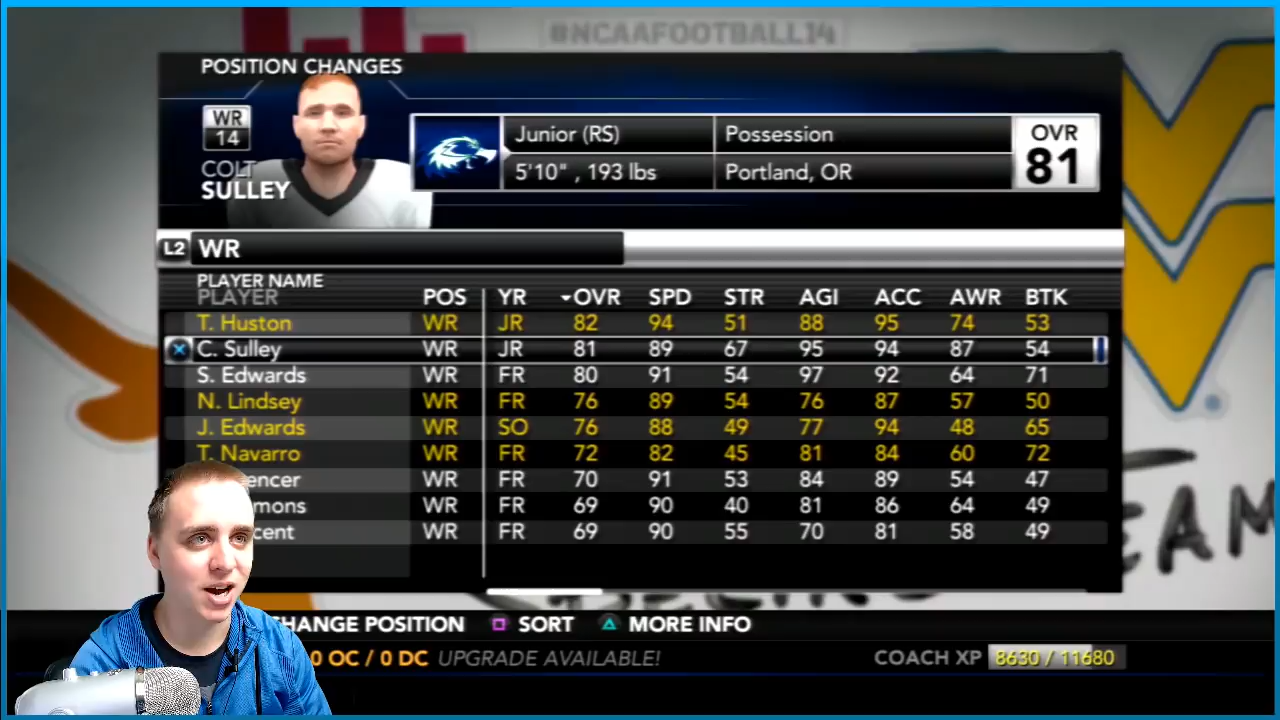 #NCAAFOOTBALL14
POSITION CHANGES
WR
14
COLT
SULLEY
Junior (RS)
Possession
5'10" , 193 lbs
Portland, OR
OVR
81
L2 WR
PLAYER NAME
PLAYER POS YR OVR SPD STR AGI ACC AWR BTK
T. Huston WR JR 82 94 51 88 95 74 53
C. Sulley WR JR 81 89 67 95 94 87 54
S. Edwards WR FR 80 91 54 97 92 64 71
N. Lindsey WR FR 76 89 54 76 87 57 50
J. Edwards WR SO 76 88 49 77 94 48 65
T. Navarro WR FR 72 82 45 81 84 60 72
encer WR FR 70 91 53 84 89 54 47
mons WR FR 69 90 40 81 86 64 49
cent WR FR 69 90 55 70 81 58 49
EAM
HANGE POSITION SORT MORE INFO
0 OC / 0 DC UPGRADE AVAILABLE!
COACH XP 8630 / 11680